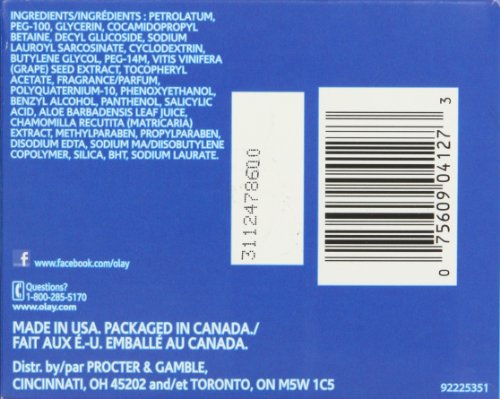 INGREDIENTS/INGRÉDIENTS : PETROLATUM,
PEG-100, GLYCERIN, COCAMIDOPROPYL
BETAINE, DECYL GLUCOSIDE, SODIUM
LAUROYL SARCOSINATE, CYCLODEXTRIN,
BUTYLENE GLYCOL, PEG-14M, VITIS VINIFERA
(GRAPE) SEED EXTRACT, TOCOPHERYL
ACETATE, FRAGRANCE/PARFUM,
POLYQUATERNIUM-10, PHENOXYETHANOL,
BENZYL ALCOHOL, PANTHENOL, SALICYLIC
ACID, ALOE BARBADENSIS LEAF JUICE,
CHAMOMILLA RECUTITA (MATRICARIA)
EXTRACT, METHYLPARABEN, PROPYLPARABEN,
DISODIUM EDTA, SODIUM MA/DIISOBUTYLENE
COPOLYMER, SILICA, BHT, SODIUM LAURATE.
3112478600
0 75609 04127 3
f www.facebook.com/olay
Questions?
1-800-285-5170
www.olay.com
MADE IN USA. PACKAGED IN CANADA./
FAIT AUX É.-U. EMBALLÉ AU CANADA.
Distr. by/par PROCTER & GAMBLE,
CINCINNATI, OH 45202 and/et TORONTO, ON M5W 1C5
92225351